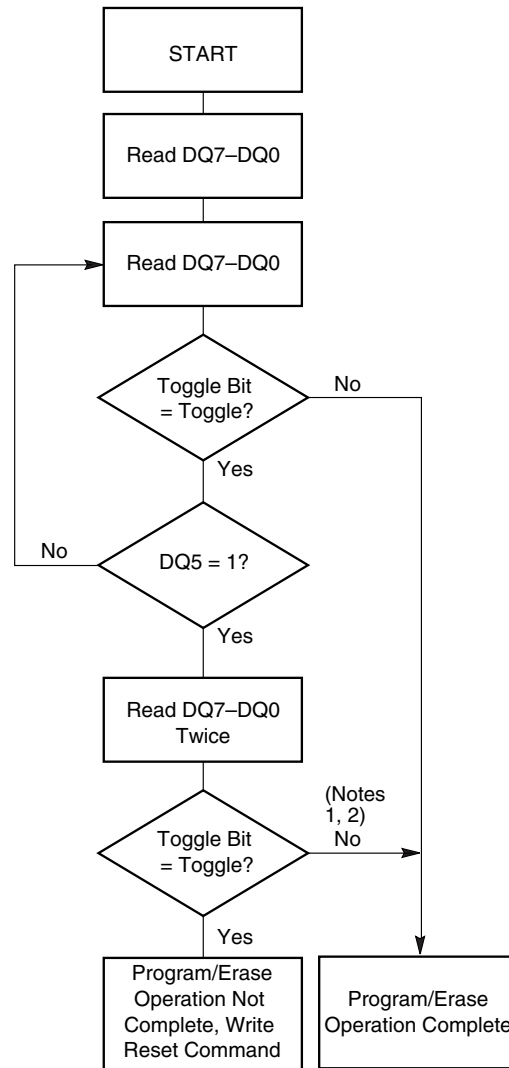 START
Read DQ7–DQ0
Read DQ7–DQ0
Toggle Bit
= Toggle?
No
Yes
No
DQ5 = 1?
Yes
Read DQ7–DQ0
Twice
(Notes
1, 2)
No
Toggle Bit
= Toggle?
Yes
Program/Erase
Operation Not
Complete, Write
Reset Command
Program/Erase
Operation Complete